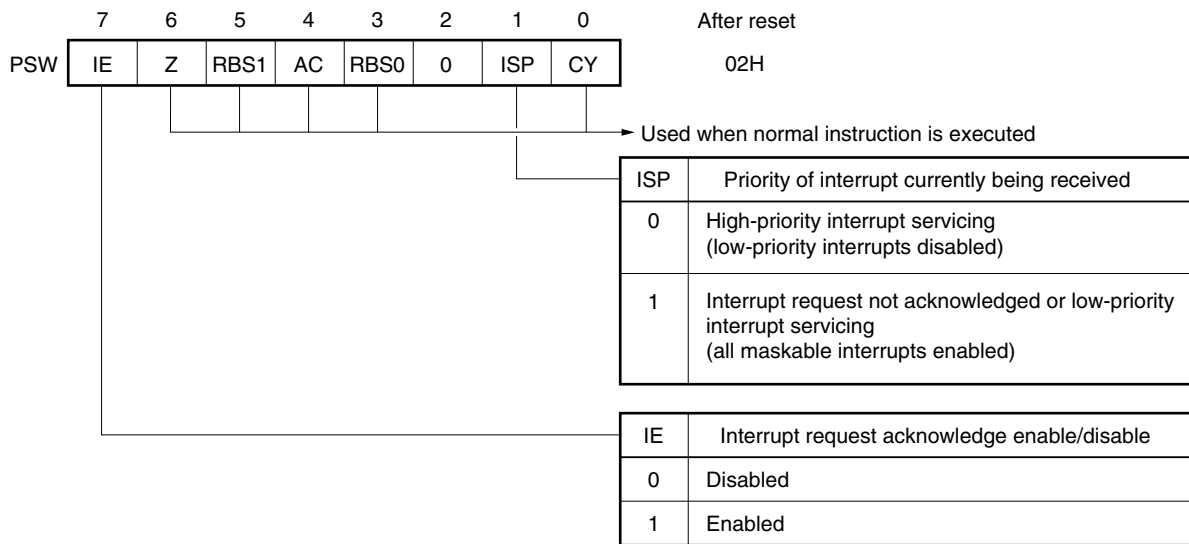 7 6 5 4 3 2 1 0 After reset
PSW IE Z RBS1 AC RBS0 0 ISP CY 02H
Used when normal instruction is executed
ISP Priority of interrupt currently being received
0 High-priority interrupt servicing
(low-priority interrupts disabled)
1 Interrupt request not acknowledged or low-priority
interrupt servicing
(all maskable interrupts enabled)
IE Interrupt request acknowledge enable/disable
0 Disabled
1 Enabled